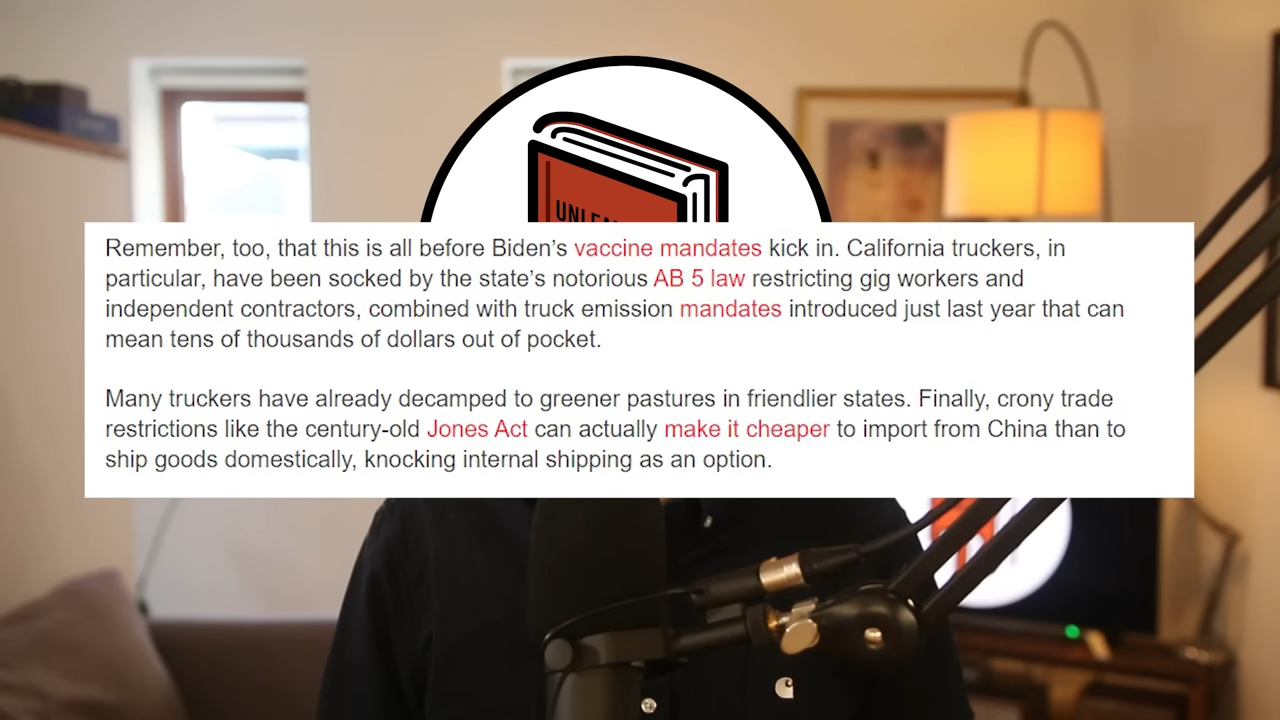 Remember, too, that this is all before Biden's vaccine mandates kick in. California truckers, in
particular, have been socked by the state's notorious AB 5 law restricting gig workers and
independent contractors, combined with truck emission mandates introduced just last year that can
mean tens of thousands of dollars out of pocket.
Many truckers have already decamped to greener pastures in friendlier states. Finally, crony trade
restrictions like the century-old Jones Act can actually make it cheaper to import from China than to
ship goods domestically, knocking internal shipping as an option.